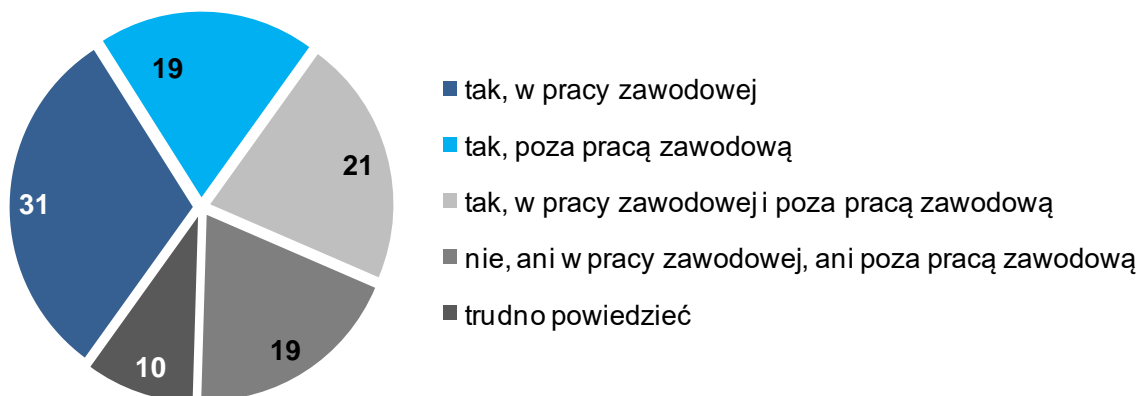 19
21
31
19
10
tak, w pracy zawodowej
tak, poza pracą zawodową
tak, w pracy zawodowej i poza pracą zawodową
nie, ani w pracy zawodowej, ani poza pracą zawodową
trudno powiedzieć